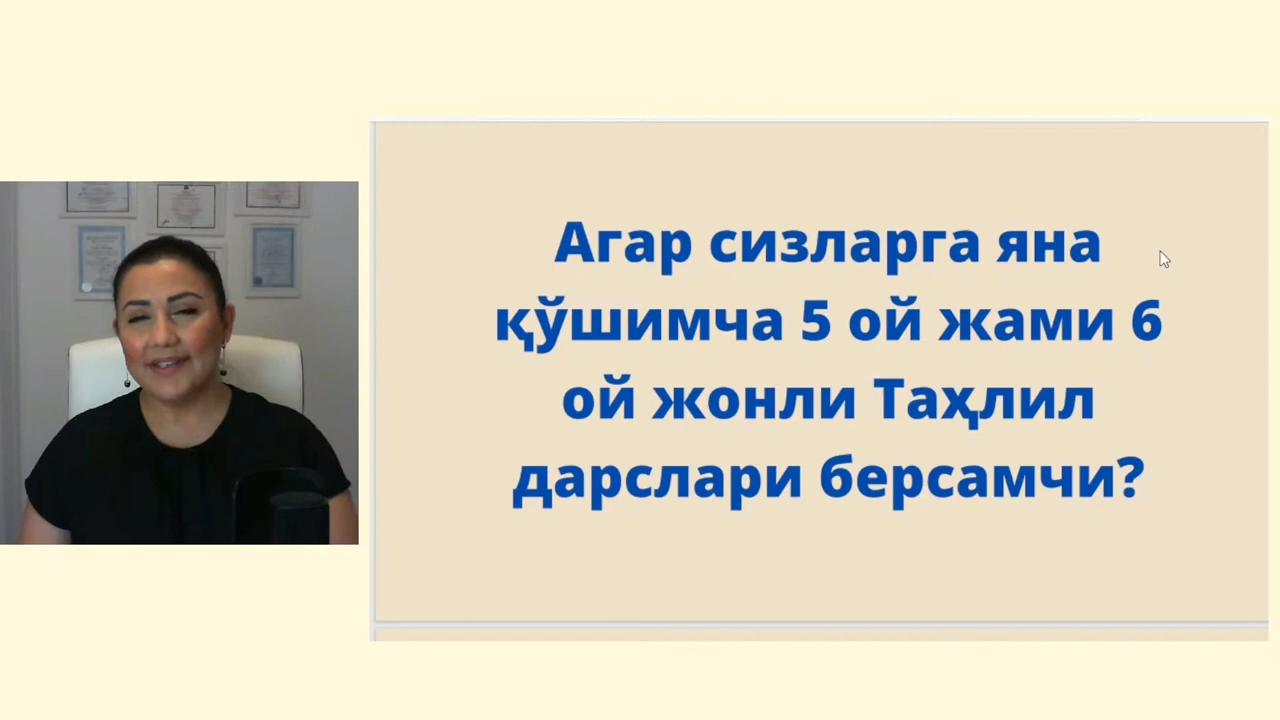 Агар сизларга яна
қўшимча 5 ой жами 6
ой жонли Таҳлил
дарслари берсамчи?